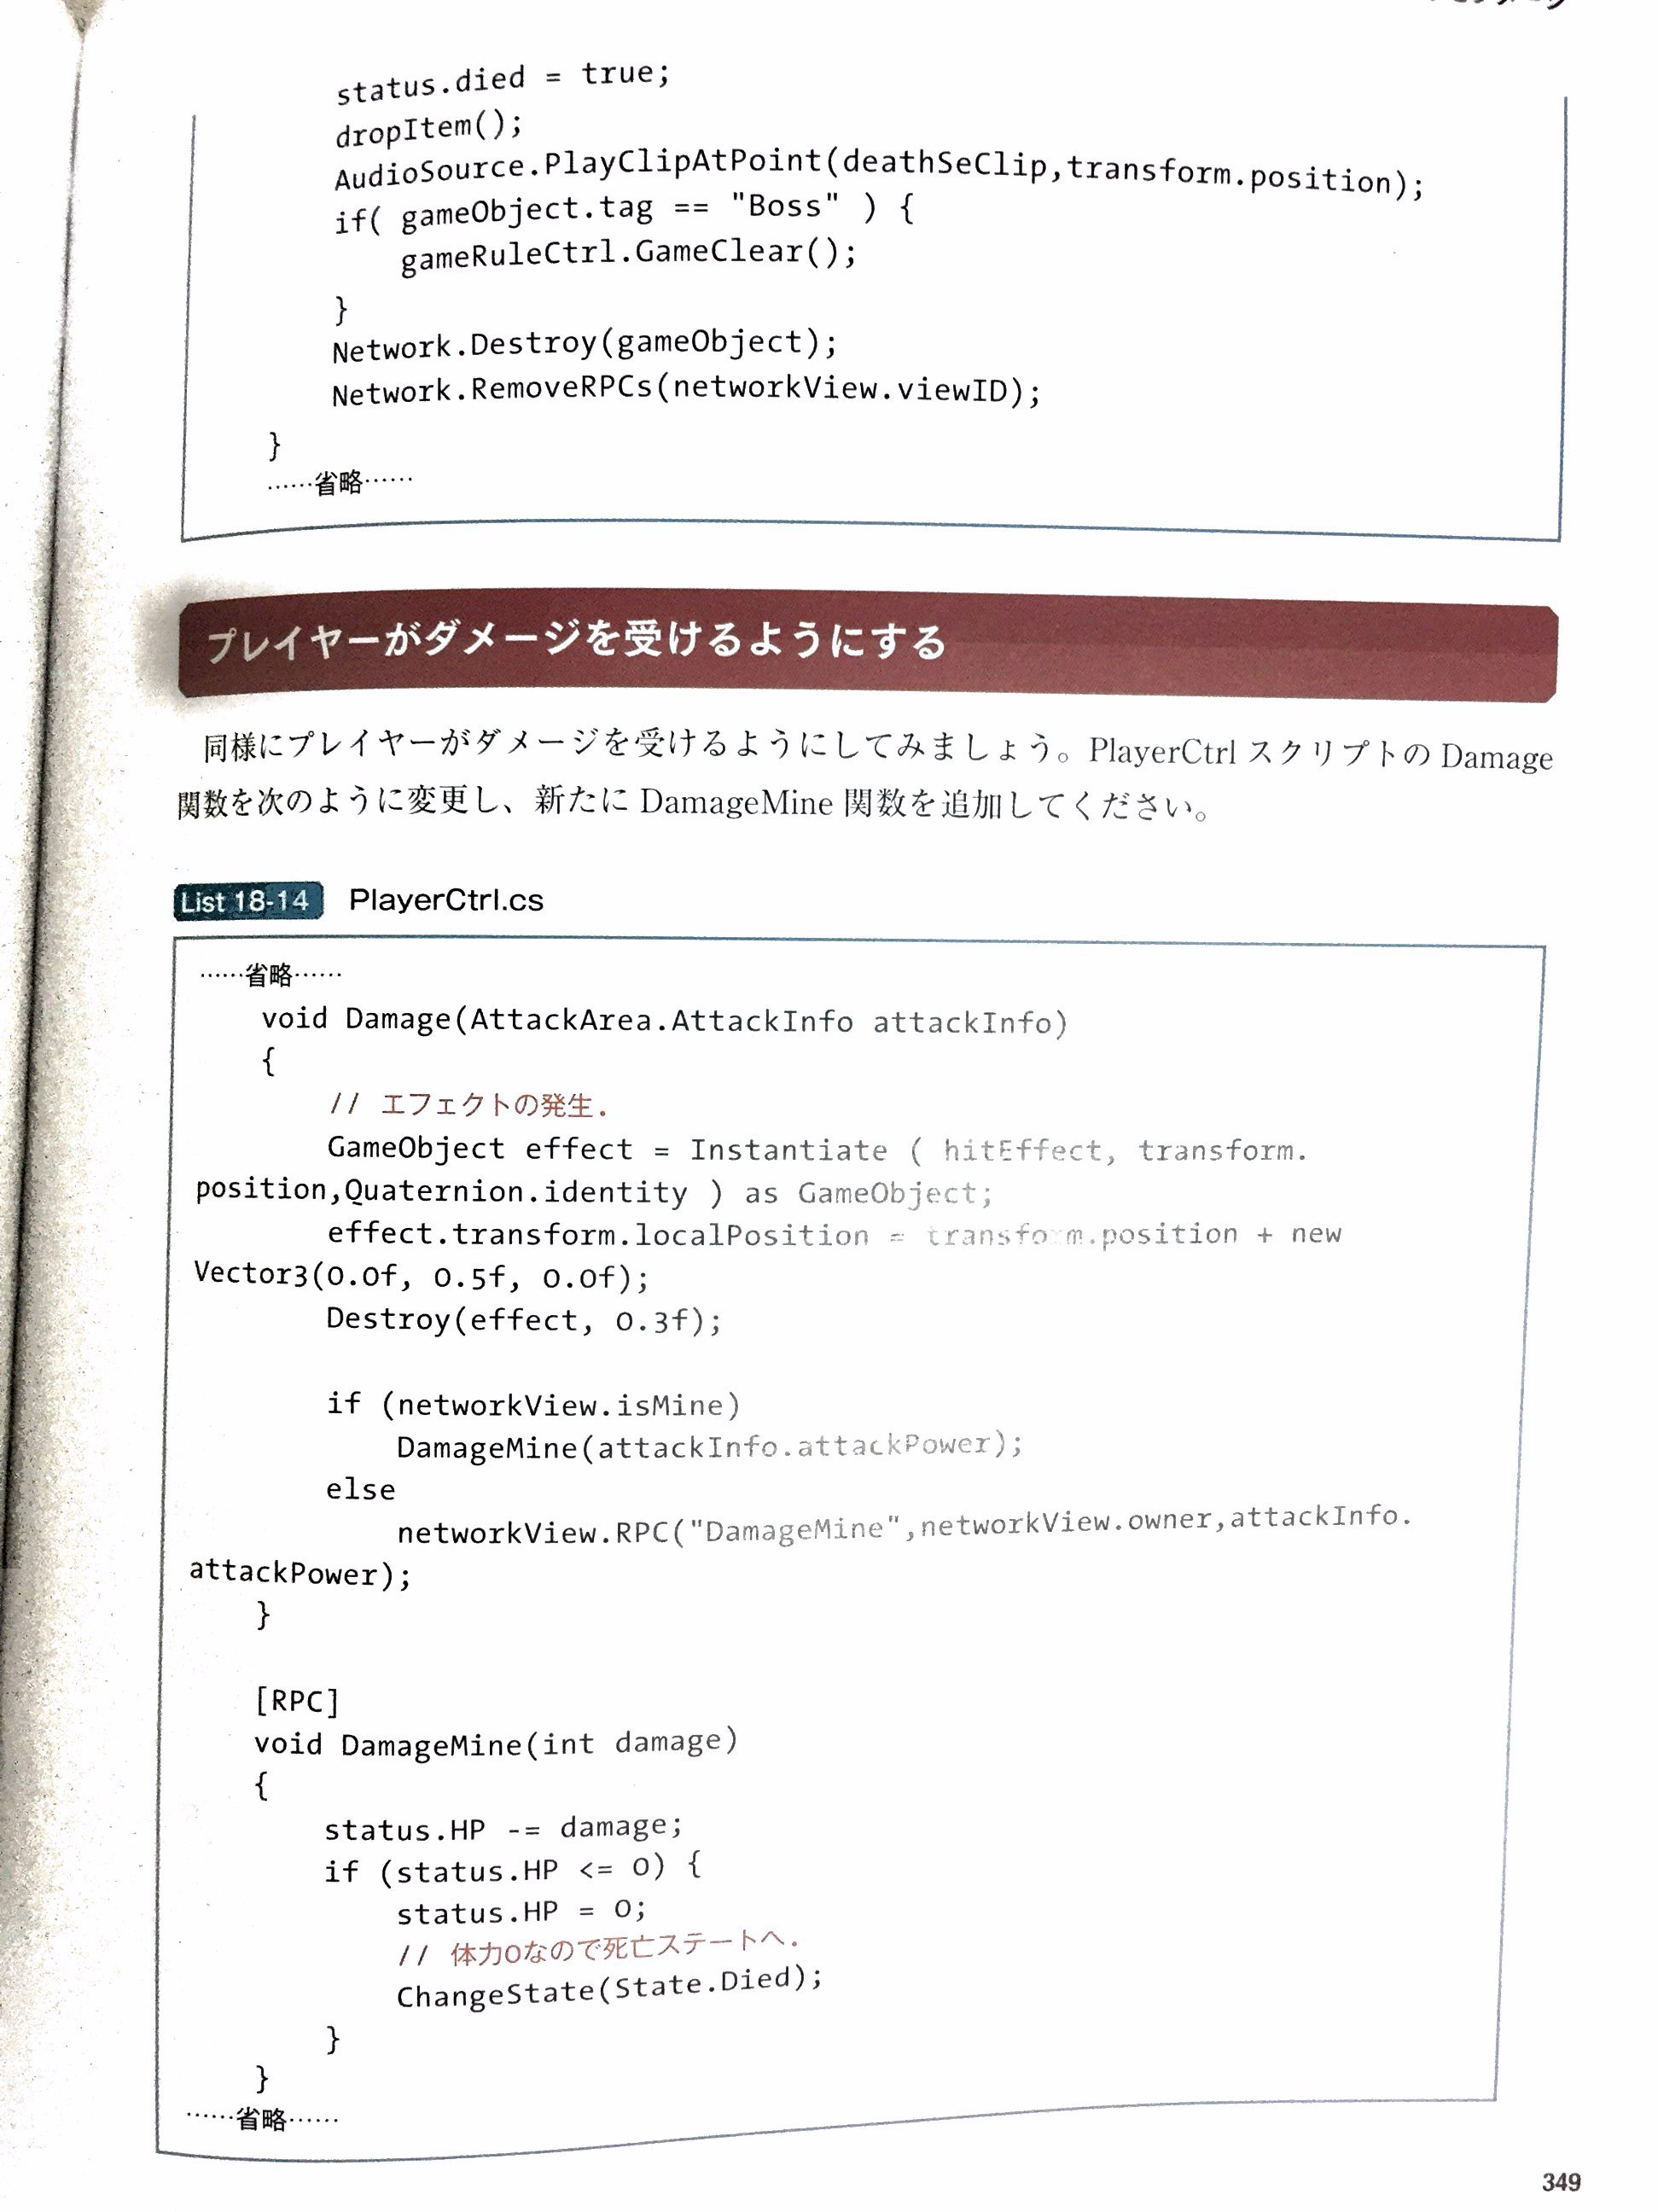 status.died = true;
dropItem();
AudioSource.PlayClipAtPoint(deathSeClip,transform.position);
if( gameObject.tag == "Boss" ) {
gameRuleCtrl.GameClear();
}
Network.Destroy(gameObject);
Network.RemoveRPCs(networkView.viewID);
}
……省略……
プレイヤーがダメージを受けるようにする
同様にプレイヤーがダメージを受けるようにしてみましょう。PlayerCtrl スクリプトの Damage
関数を次のように変更し、新たに DamageMine 関数を追加してください。
List 18-14 PlayerCtrl.cs
……省略……
void Damage(AttackArea.AttackInfo attackInfo)
{
// エフェクトの発生.
GameObject effect = Instantiate ( hitEffect, transform.
position,Quaternion.identity ) as GameObject;
effect.transform.localPosition = transform.position + new
Vector3(0.0f, 0.5f, 0.0f);
Destroy(effect, 0.3f);
if (networkView.isMine)
DamageMine(attackInfo.attackPower);
else
networkView.RPC("DamageMine",networkView.owner,attackInfo.
attackPower);
}
[RPC]
void DamageMine(int damage)
{
status.HP -= damage;
if (status.HP <= 0) {
status.HP = 0;
// 体力0なので死亡ステートへ.
ChangeState(State.Died);
}
}
……省略……
349